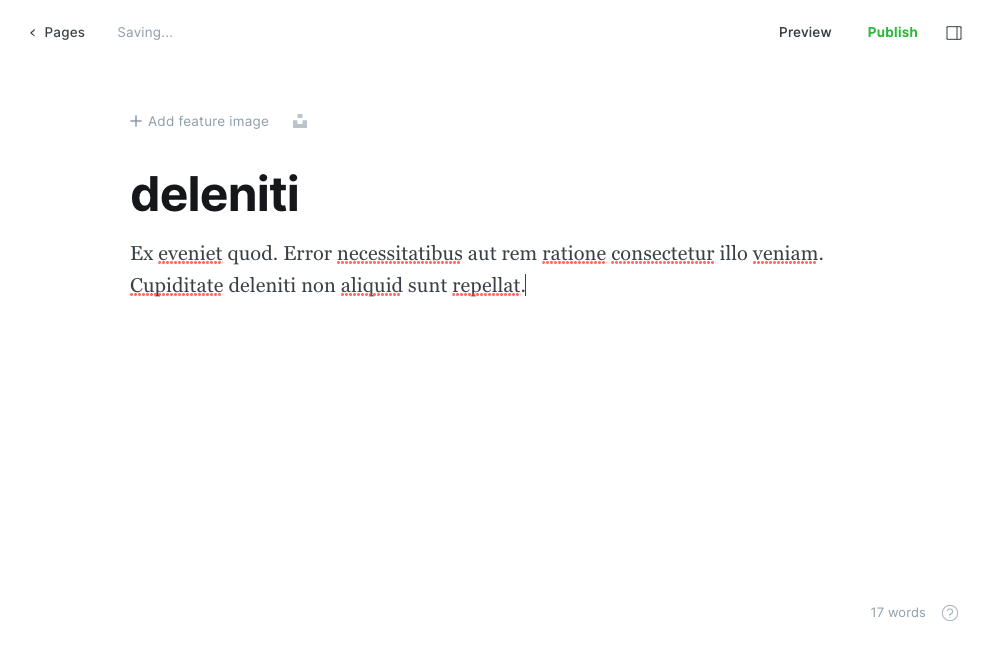 Pages
Saving...
Preview
Publish
Add feature image
deleniti
Ex eveniet quod. Error necessitatibus aut rem ratione consectetur illo veniam.
Cupiditate deleniti non aliquid sunt repellat.
17 words
?